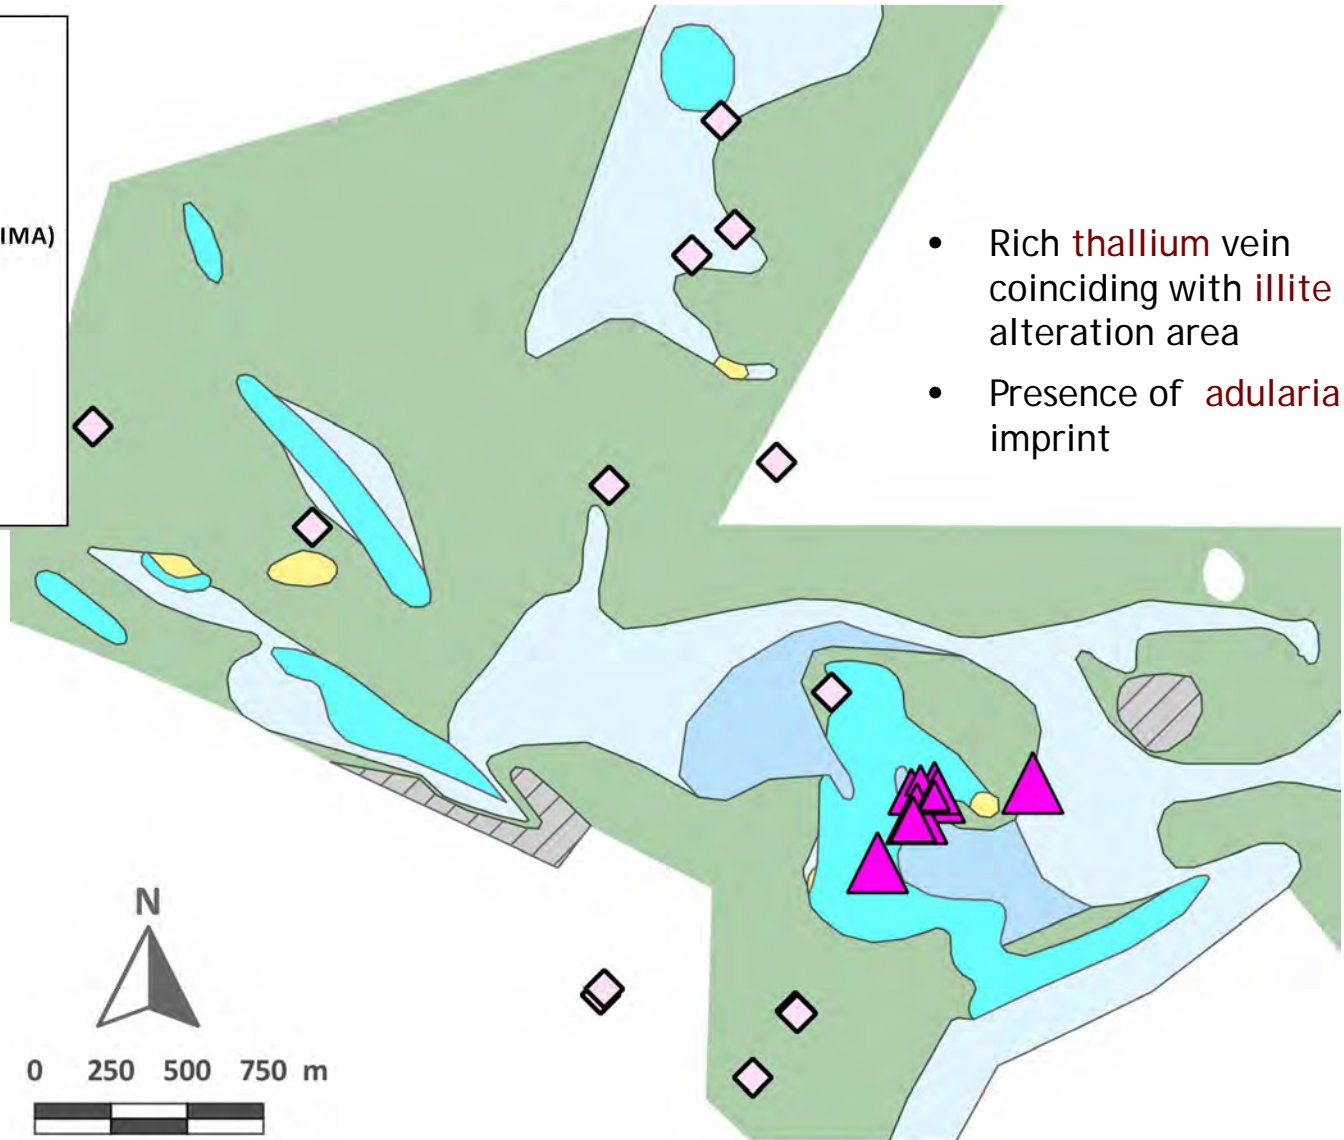 IMA)
• Rich thallium vein
coinciding with illite
alteration area
• Presence of adularia
imprint
N
0 250 500 750 m